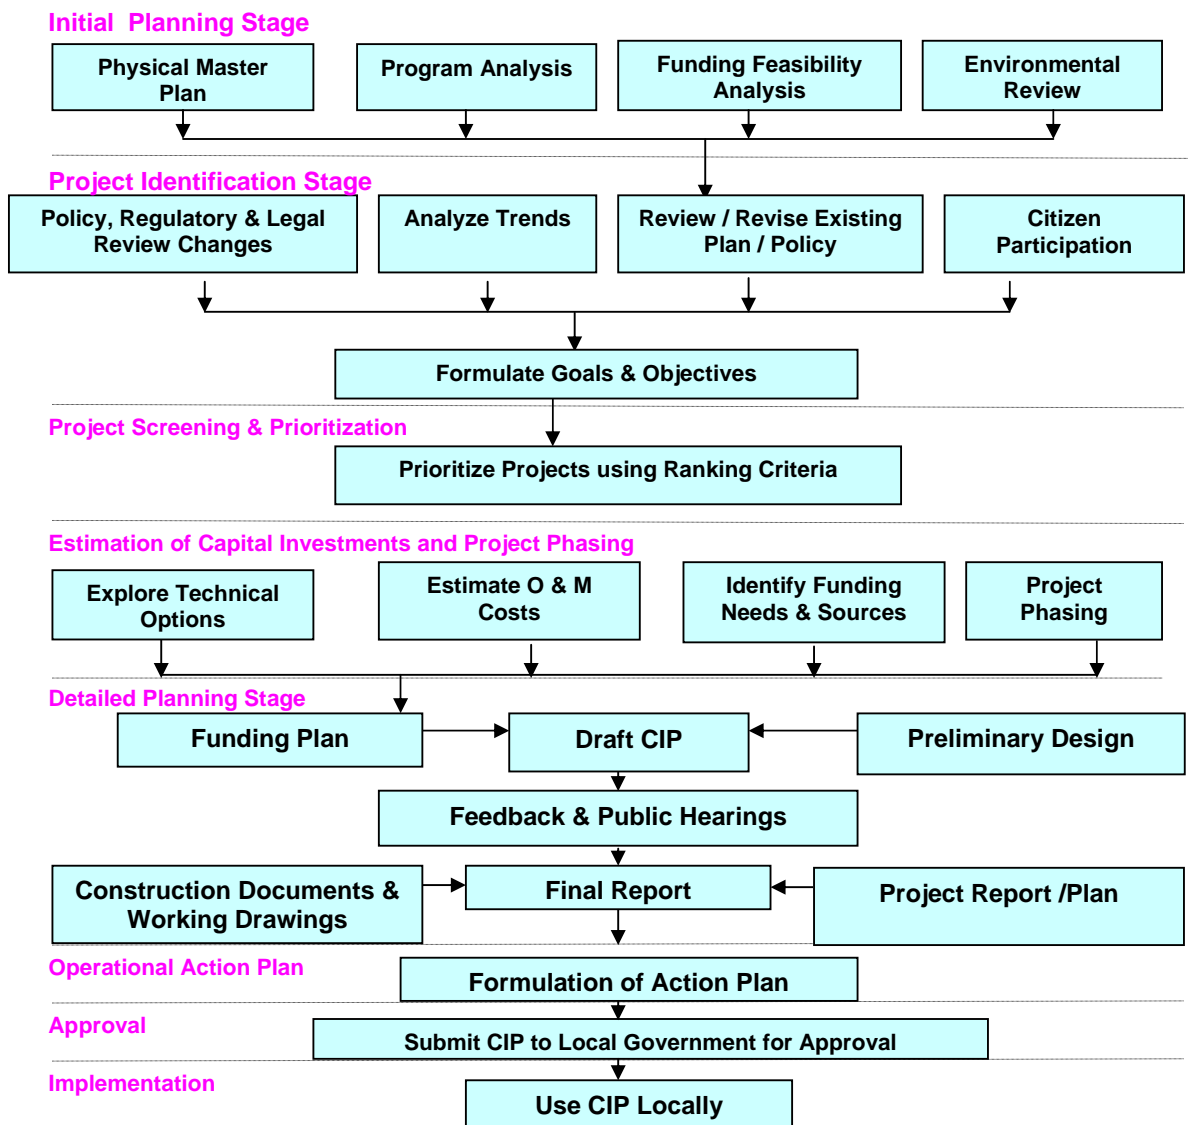 Initial  Planning Stage
Physical Master
Plan
Program Analysis
Funding Feasibility
Analysis
Environmental
Review
Project Identification Stage
Policy, Regulatory & Legal
Review Changes
Analyze Trends
Review / Revise Existing
Plan / Policy
Citizen
Participation
Formulate Goals & Objectives
Project Screening & Prioritization
Prioritize Projects using Ranking Criteria
Estimation of Capital Investments and Project Phasing
Explore Technical
Options
Estimate O & M
Costs
Identify Funding
Needs & Sources
Project
Phasing
Detailed Planning Stage
Funding Plan
Draft CIP
Preliminary Design
Feedback & Public Hearings
Construction Documents &
Working Drawings
Final Report
Project Report /Plan
Operational Action Plan
Formulation of Action Plan
Approval
Submit CIP to Local Government for Approval
Implementation
Use CIP Locally